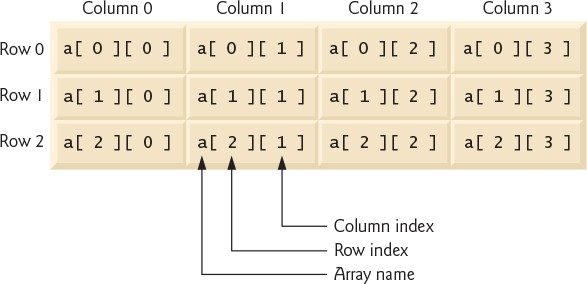 Column 0 Column 1 Column 2 Column 3
Row 0 a[ 0 ][ 0 ] a[ 0 ][ 1 ] a[ 0 ][ 2 ] a[ 0 ][ 3 ]
Row 1 a[ 1 ][ 0 ] a[ 1 ][ 1 ] a[ 1 ][ 2 ] a[ 1 ][ 3 ]
Row 2 a[ 2 ][ 0 ] a[ 2 ][ 1 ] a[ 2 ][ 2 ] a[ 2 ][ 3 ]
Column index
Row index
Array name